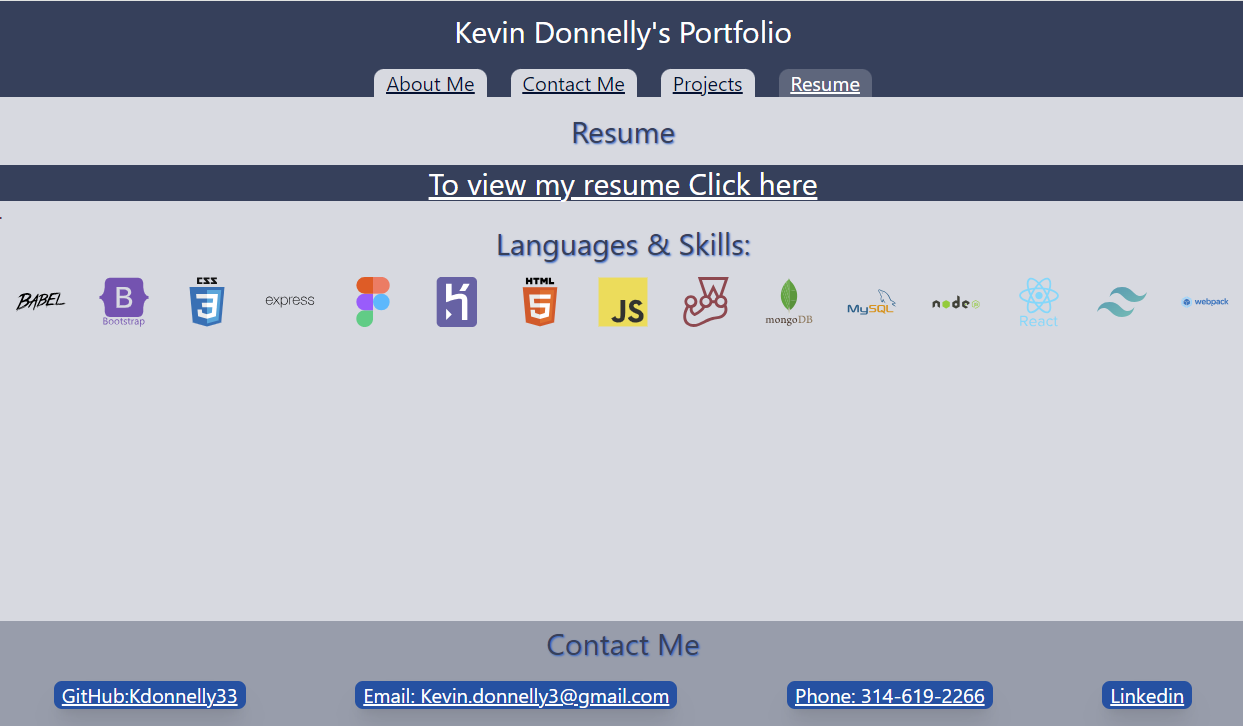 Kevin Donnelly's Portfolio
About Me Contact Me Projects Resume
Resume
To view my resume Click here
Languages & Skills:
BABEL B Bootstrap CSS 3 express HTML 5 JS mongoDB MySQL node React webpack
Contact Me
GitHub:Kdonnelly33 Email: Kevin.donnelly3@gmail.com Phone: 314-619-2266 Linkedin